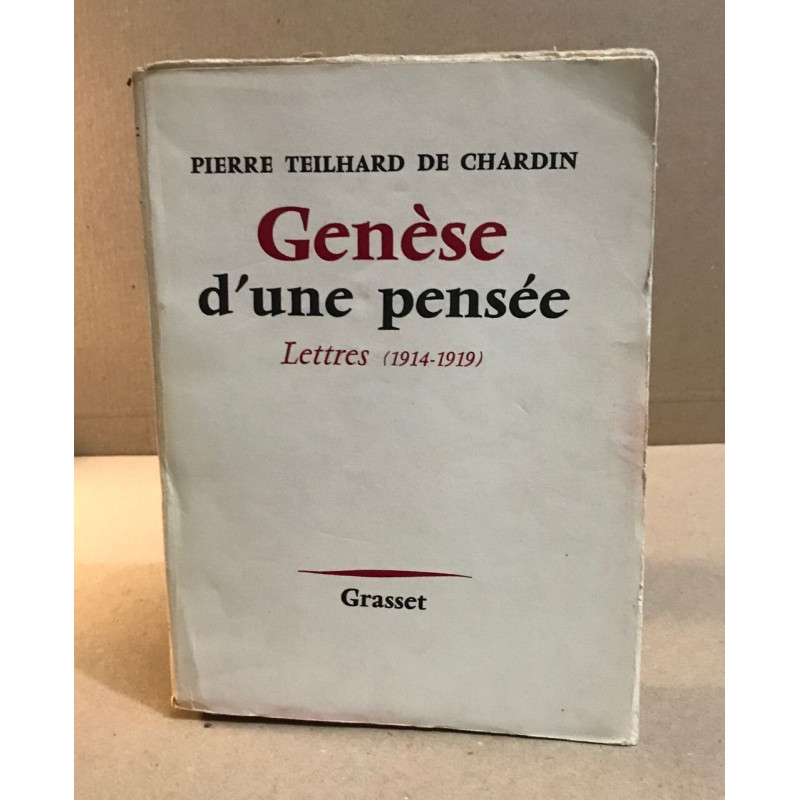 PIERRE TEILHARD DE CHARDIN
Genèse
d'une pensée
Lettres (1914-1919)
Grasset